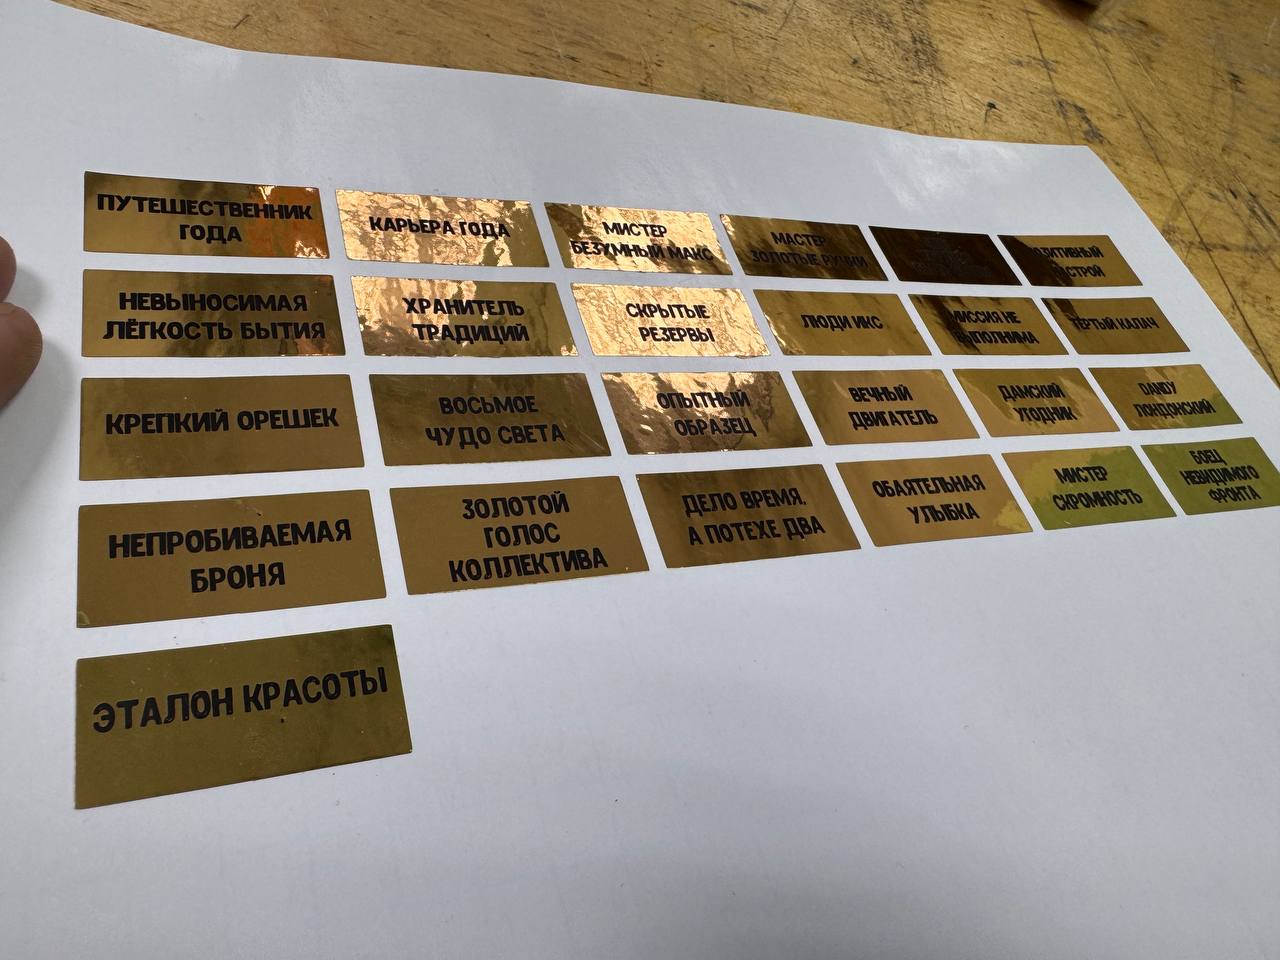 ПУТЕШЕСТВЕННИК
ГОДА
КАРЬЕРА ГОДА
МИСТЕР
БЕЗУМНЫЙ МАКС
МАСТЕР
ЗОЛОТЫЕ РУЧКИ
НЕВЫНОСИМАЯ
ЛЁГКОСТЬ БЫТИЯ
ХРАНИТЕЛЬ
ТРАДИЦИЙ
СКРЫТЫЕ
РЕЗЕРВЫ
ЛЮДИ ИКС
МИССИЯ НЕ
ВЫПОЛНИМА
ТЁРТЫЙ КАЛАЧ
КРЕПКИЙ ОРЕШЕК
ВОСЬМОЕ
ЧУДО СВЕТА
ОПЫТНЫЙ
ОБРАЗЕЦ
ВЕЧНЫЙ
ДВИГАТЕЛЬ
ДАМСКИЙ
УГОДНИК
DANDY
ЛОНДОНСКИЙ
НЕПРОБИВАЕМАЯ
БРОНЯ
ЗОЛОТОЙ
ГОЛОС
КОЛЛЕКТИВА
ДЕЛО ВРЕМЯ,
А ПОТЕХЕ ДВА
ОБАЯТЕЛЬНАЯ
УЛЫБКА
МИСТЕР
СКРОМНОСТЬ
БОЕЦ
НЕВИДИМОГО
ФРОНТА
ЭТАЛОН КРАСОТЫ